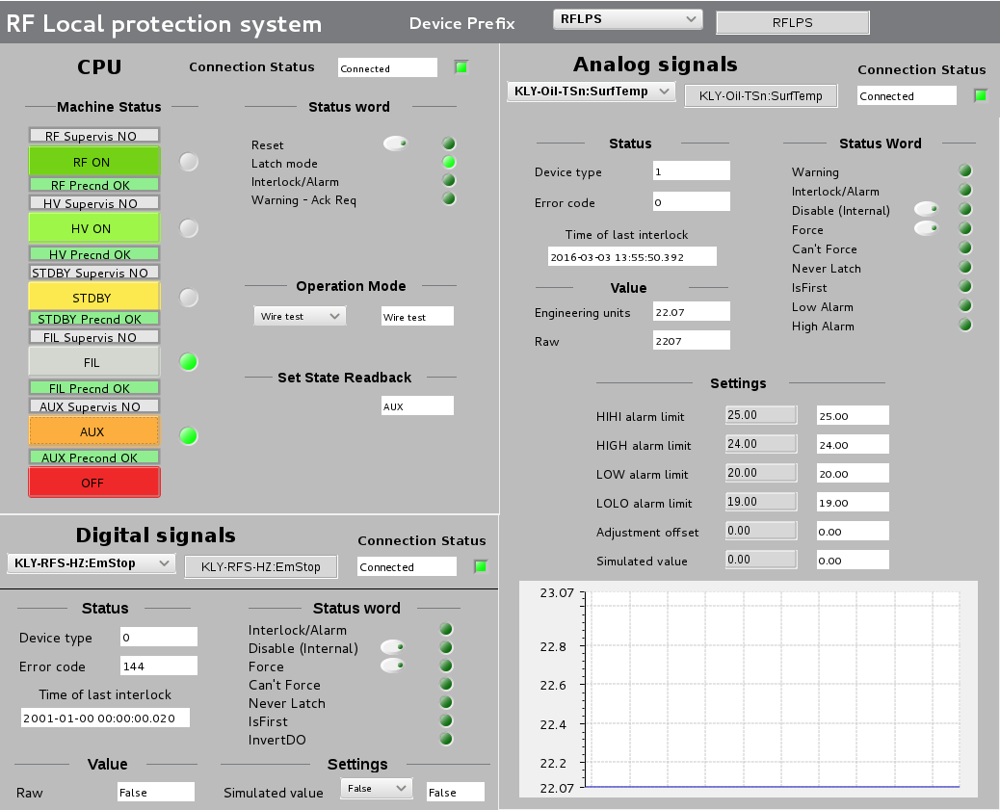 RF Local protection system
Device Prefix
RFLPS
RFLPS
CPU
Connection Status
Connected
Machine Status
RF Supervis NO
RF ON
RF Precnd OK
HV Supervis NO
HV ON
HV Precnd OK
STDBY Supervis NO
STDBY
STDBY Precnd OK
FIL Supervis NO
FIL
FIL Precnd OK
AUX Supervis NO
AUX
AUX Precond OK
OFF
Status word
Reset
Latch mode
Interlock/Alarm
Warning - Ack Req
Operation Mode
Wire test
Wire test
Set State Readback
AUX
Digital signals
Connection Status
KLY-RFS-HZ:EmStop
KLY-RFS-HZ:EmStop
Connected
Status
Device type
0
Error code
144
Time of last interlock
2001-01-00 00:00:00.020
Status word
Interlock/Alarm
Disable (Internal)
Force
Can't Force
Never Latch
IsFirst
InvertDO
Value
Raw
False
Settings
Simulated value
False
False
Analog signals
Connection Status
KLY-Oil-TSn:SurfTemp
KLY-Oil-TSn:SurfTemp
Connected
Status
Device type
1
Error code
0
Time of last interlock
2016-03-03 13:55:50.392
Value
Engineering units
22.07
Raw
2207
Status Word
Warning
Interlock/Alarm
Disable (Internal)
Force
Can't Force
Never Latch
IsFirst
Low Alarm
High Alarm
Settings
HIHI alarm limit 25.00 25.00
HIGH alarm limit 24.00 24.00
LOW alarm limit 20.00 20.00
LOLO alarm limit 19.00 19.00
Adjustment offset 0.00 0.00
Simulated value 0.00 0.00
23.07
22.8
22.6
22.4
22.2
22.07